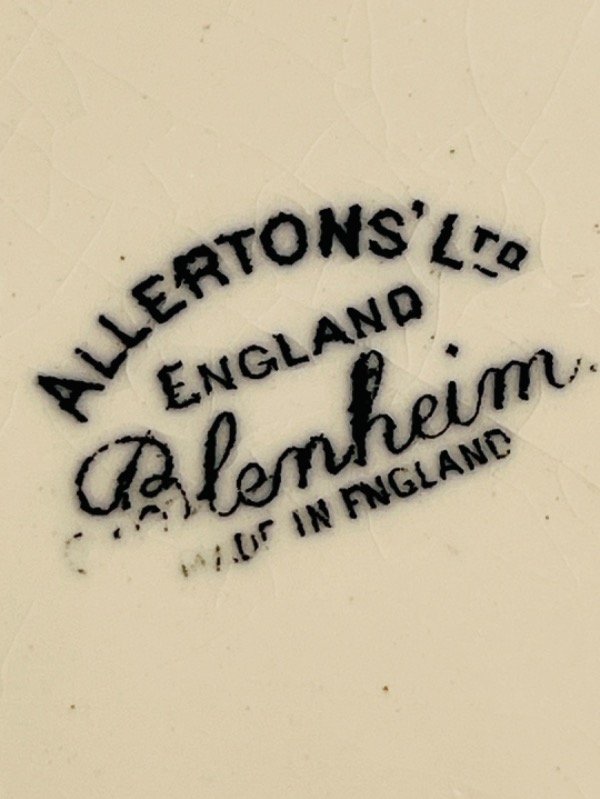 ALLERTONS' LTD
ENGLAND
Blenheim
MADE IN ENGLAND